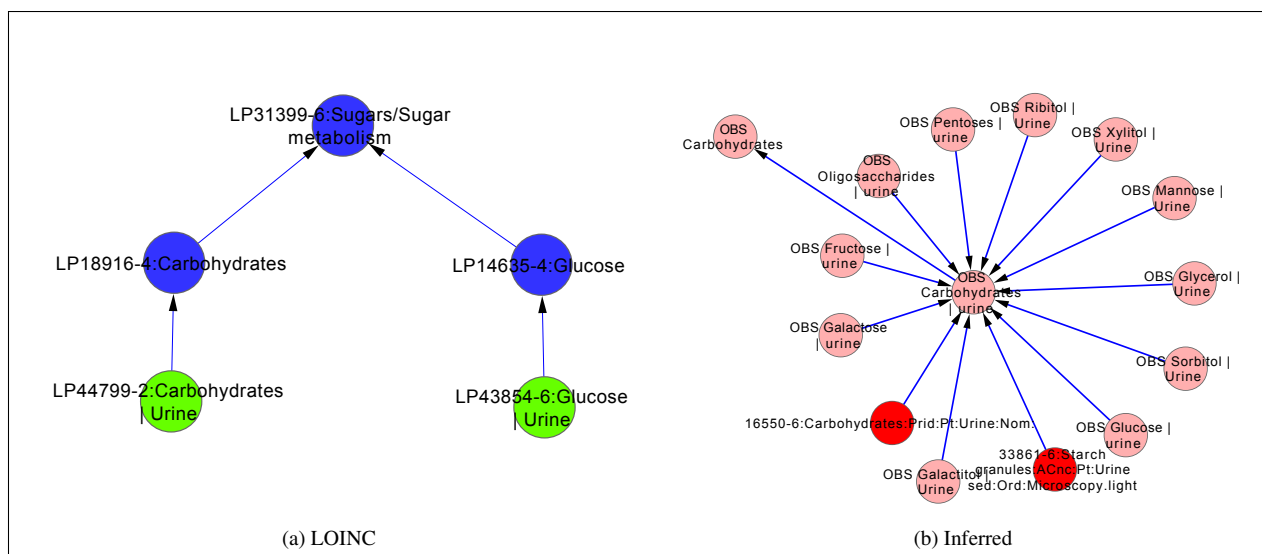 LP31399-6:Sugars/Sugar
metabolism
LP18916-4:Carbohydrates
LP14635-4:Glucose
LP44799-2:Carbohydrates
| Urine
LP43854-6:Glucose
| Urine
(a) LOINC
OBS
Carbohydrates
OBS
Oligosaccharides
| urine
OBS Pentoses |
urine
OBS Ribitol |
Urine
OBS Xylitol |
Urine
OBS Mannose |
Urine
OBS Fructose |
urine
OBS
Carbohydrates
| urine
OBS Glycerol |
Urine
OBS Galactose
| urine
OBS Sorbitol |
Urine
16550-6:Carbohydrates:Prid:Pt:Urine:Nom.
OBS Glucose |
urine
OBS Galactitol |
Urine
33861-6:Starch
granules:ACnc:Pt:Urine
sed:Ord:Microscopy.light
(b) Inferred